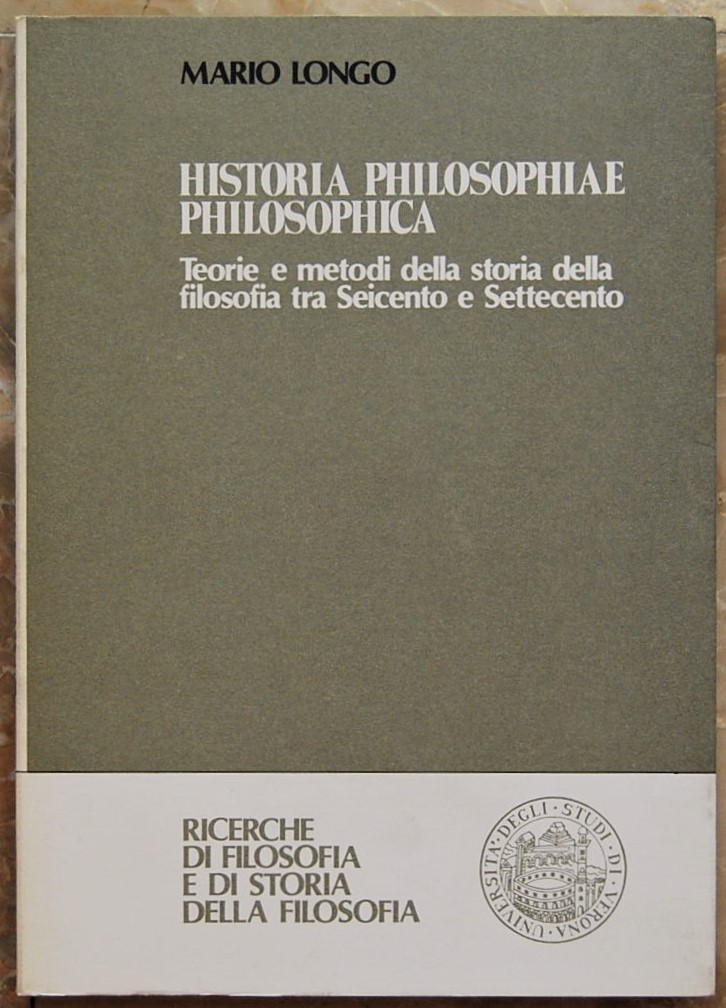 MARIO LONGO
HISTORIA PHILOSOPHIAE
PHILOSOPHICA
Teorie e metodi della storia della
filosofia tra Seicento e Settecento
RICERCHE
DI FILOSOFIA
E DI STORIA
DELLA FILOSOFIA
UNIVERSITA' · DEGLI · STUDI · DI · VERONA ·